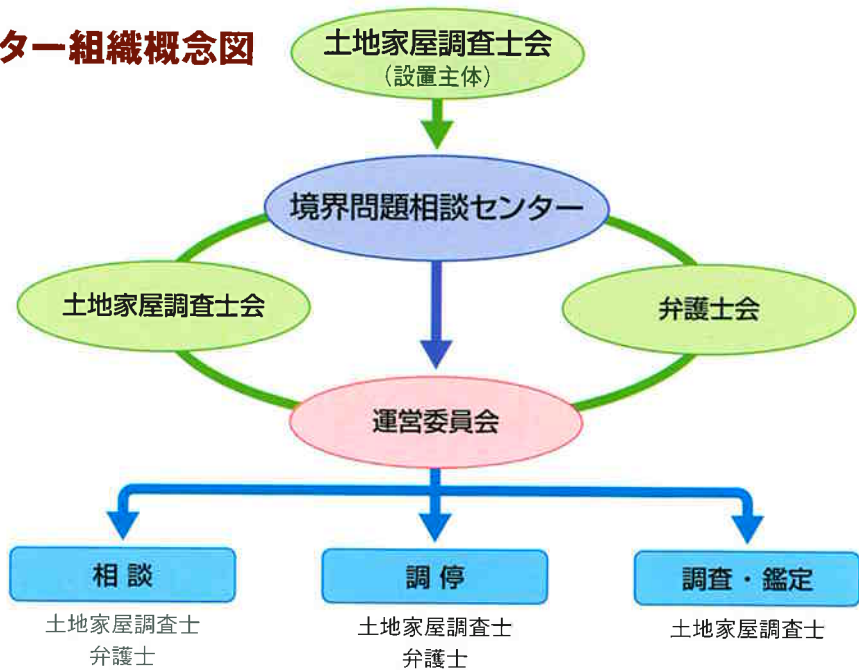 ター組織概念図
土地家屋調査士会
（設置主体）
境界問題相談センター
土地家屋調査士会
弁護士会
運営委員会
相談
調停
調査・鑑定
土地家屋調査士
弁護士
土地家屋調査士
弁護士
土地家屋調査士